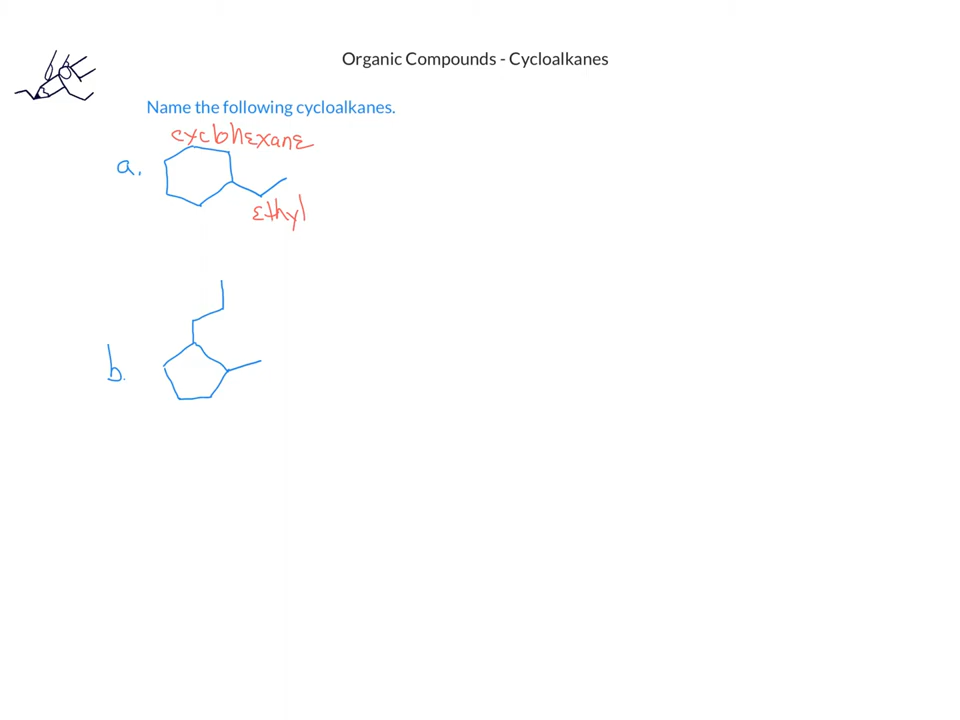 Organic Compounds - Cycloalkanes
Name the following cycloalkanes.
cyclohexane
a.
ethyl
b.